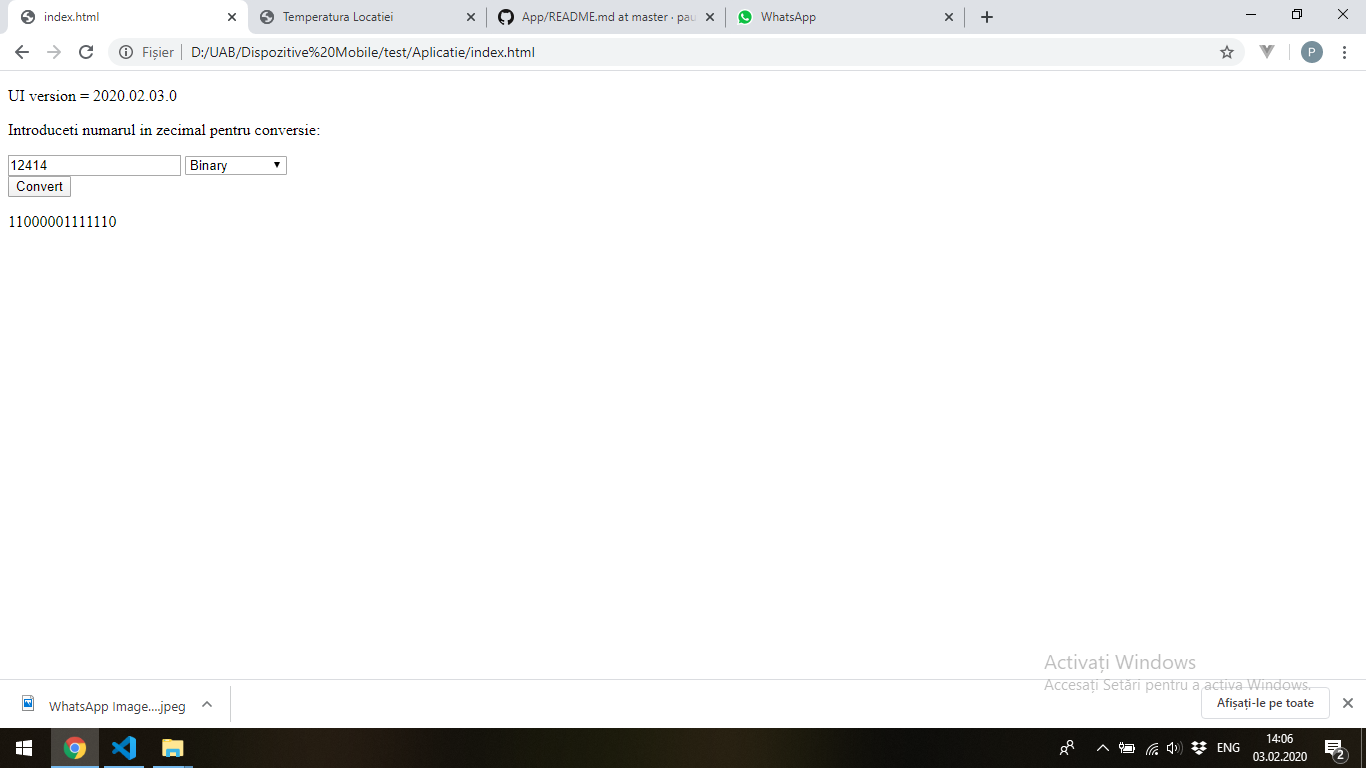 index.html
Temperatura Locatiei
App/README.md at master · pau
WhatsApp
Fișier
D:/UAB/Dispozitive%20Mobile/test/Aplicatie/index.html
P
UI version = 2020.02.03.0
Introduceti numarul in zecimal pentru conversie:
12414 Binary
Convert
11000001111110
Activați Windows
Accesați Setări pentru a activa Windows.
WhatsApp Image....jpeg
Afișați-le pe toate
ENG
14:06
03.02.2020
2